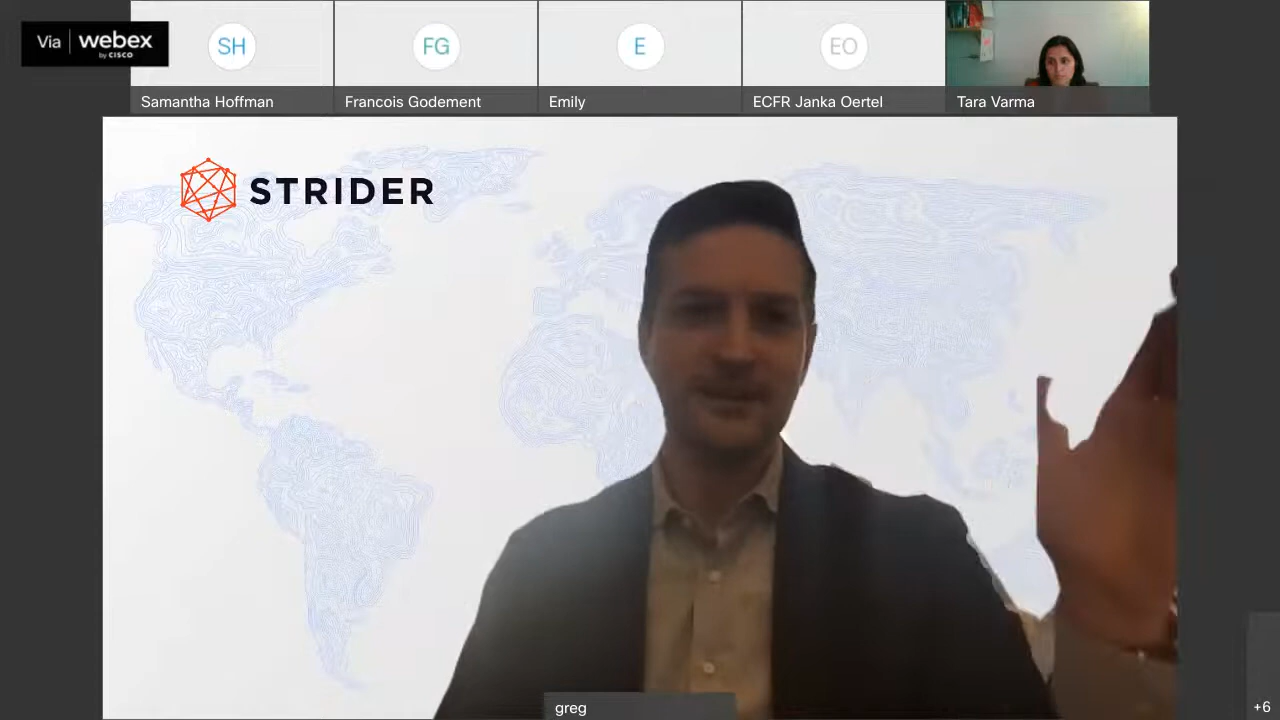 Via webex
by CISCO
SH
FG
E
EO
Samantha Hoffman
Francois Godement
Emily
ECFR Janka Oertel
Tara Varma
STRIDER
greg
+6